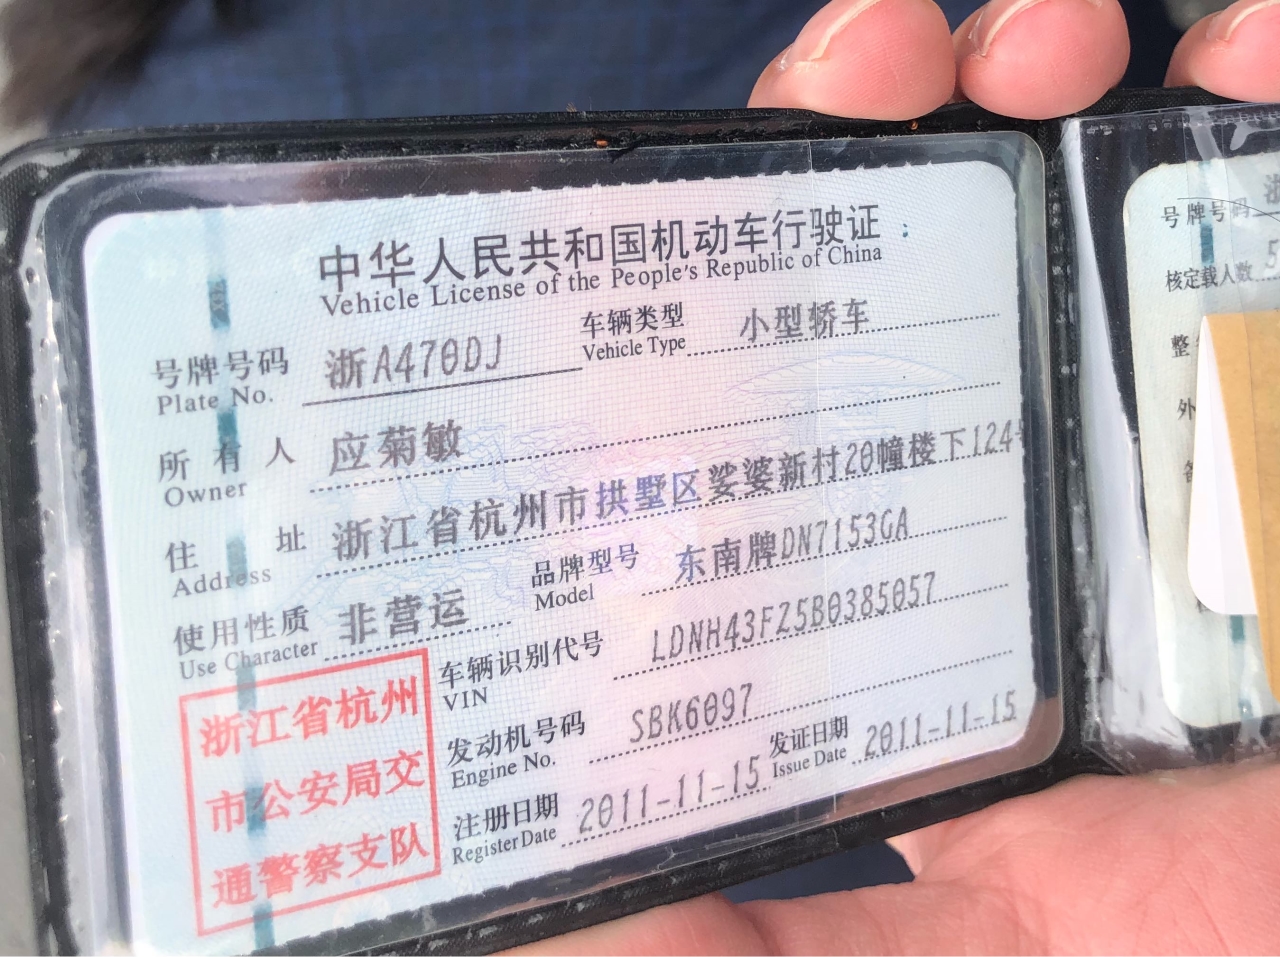 中华人民共和国机动车行驶证
Vehicle License of the People's Republic of China
号牌号码 浙A470DJ 车辆类型 小型轿车
Plate No. Vehicle Type
所有人 应菊敏
Owner
住址 浙江省杭州市拱墅区娑婆新村20幢楼下124
Address
使用性质 非营运 品牌型号 东南牌DN7153GA
Use Character Model
车辆识别代号 LDNH43FZ5B0385057
VIN
发动机号码 SBK6097
Engine No.
注册日期 2011-11-15 发证日期 2011-11-15
Register Date Issue Date
浙江省杭州
市公安局交
通警察支队
号牌号码 浙
核定载人数 5
整
外